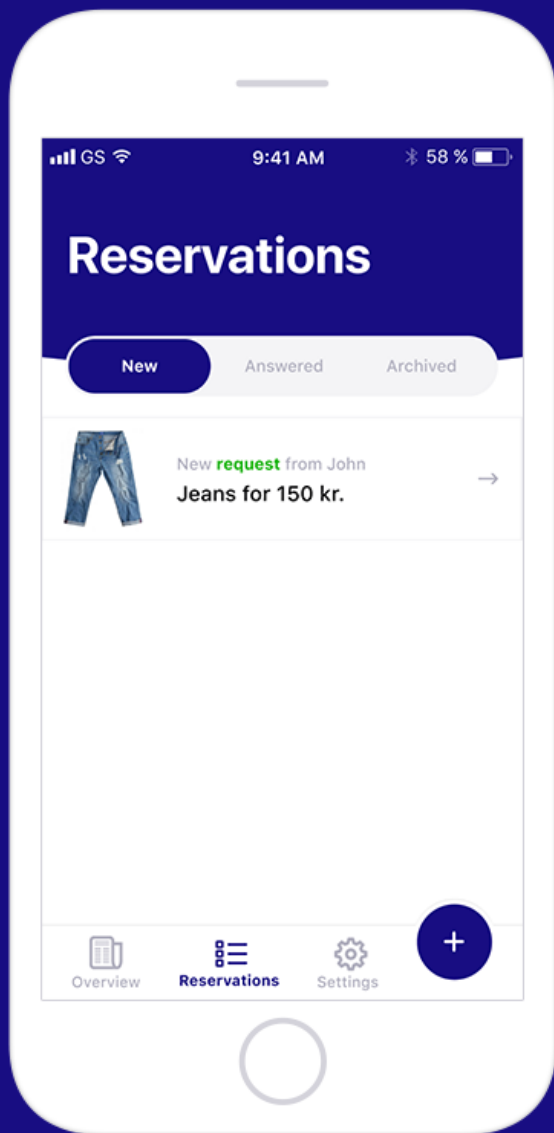 GS 9:41 AM 58 %
Reservations
New Answered Archived
New request from John
Jeans for 150 kr.
+
Overview Reservations Settings